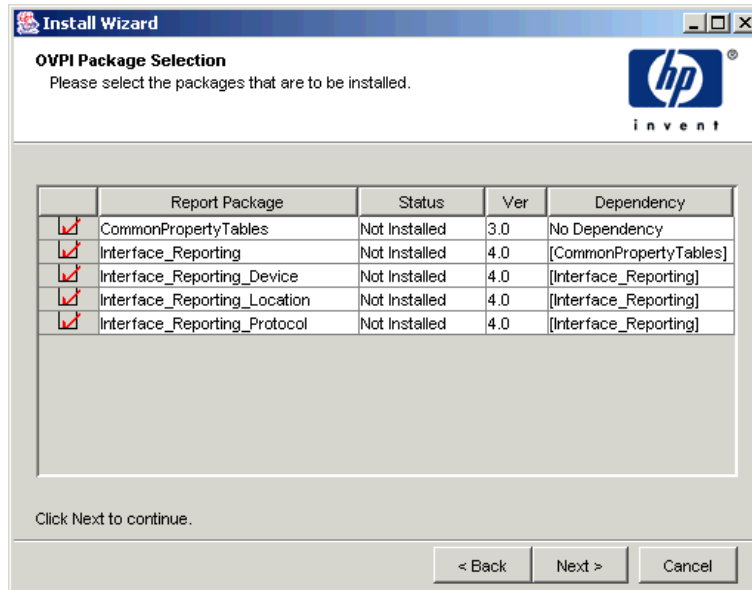 Install Wizard
OVPI Package Selection
Please select the packages that are to be installed.
hp
®
invent
Report Package Status Ver Dependency
CommonPropertyTables Not Installed 3.0 No Dependency
Interface_Reporting Not Installed 4.0 [CommonPropertyTables]
Interface_Reporting_Device Not Installed 4.0 [Interface_Reporting]
Interface_Reporting_Location Not Installed 4.0 [Interface_Reporting]
Interface_Reporting_Protocol Not Installed 4.0 [Interface_Reporting]
Click Next to continue.
< Back Next > Cancel